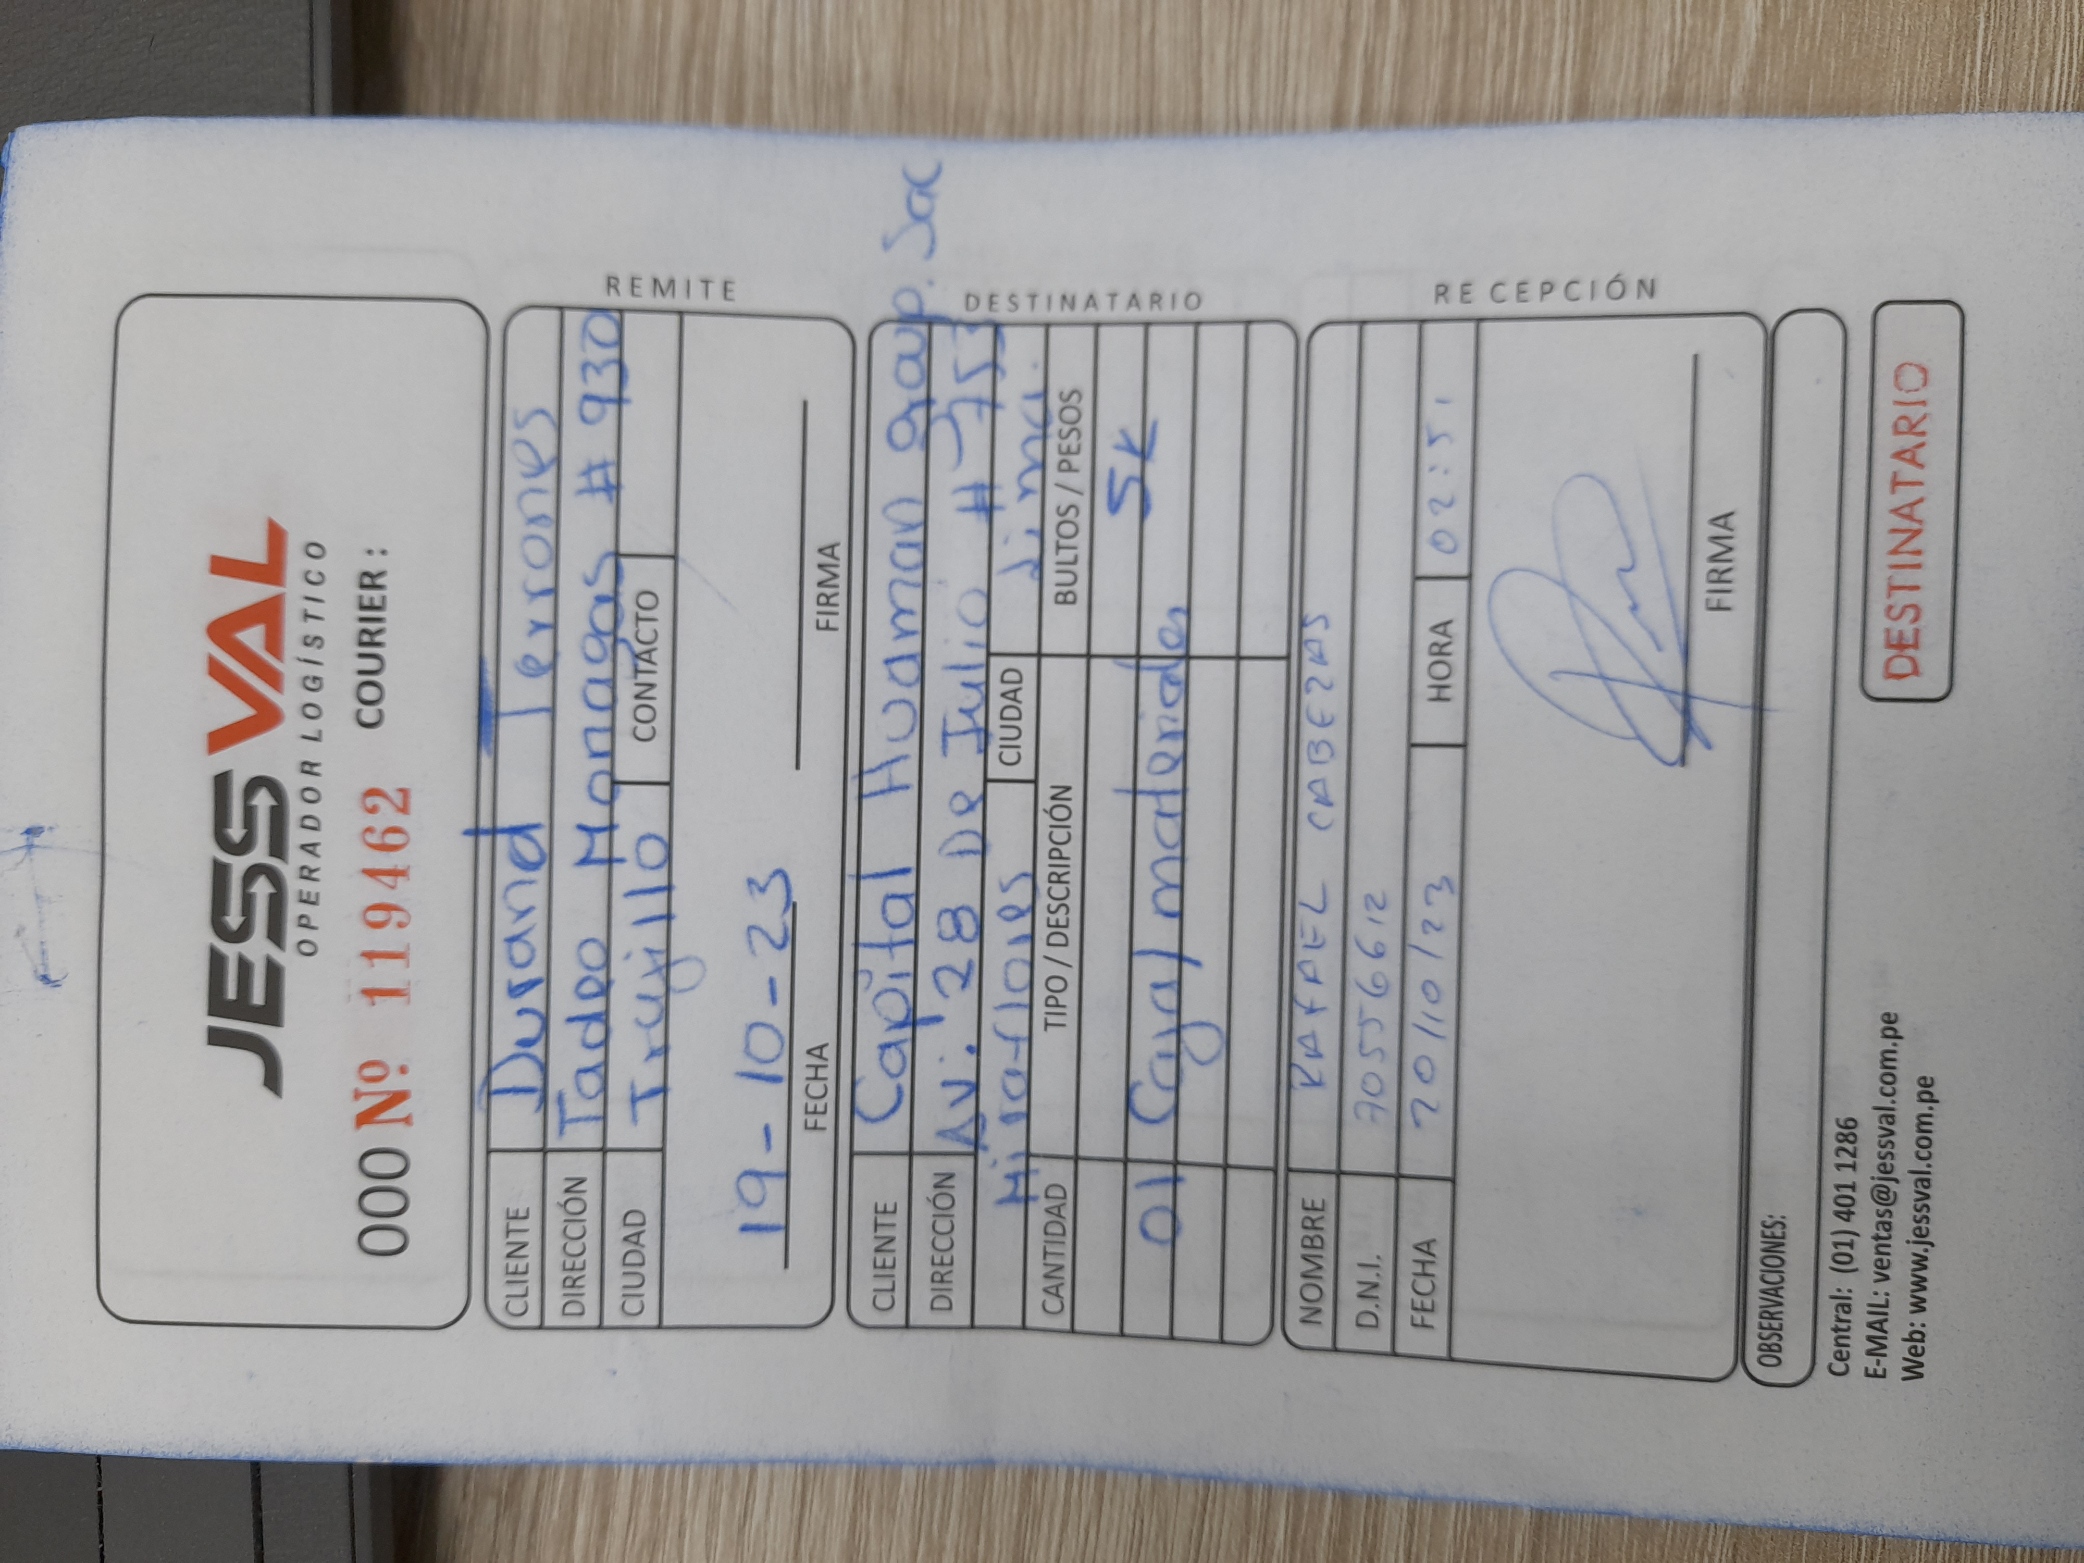 JESS VAL
OPERADOR LOGÍSTICO
000 Nº 119462 COURIER :
CLIENTE Durand Terrones
DIRECCIÓN Tadeo Monagas # 930
CIUDAD Trujillo CONTACTO
REMITE
19-10-23
FECHA FIRMA
CLIENTE Capital Huaman group. Sac
DIRECCIÓN Av: 28 De Julio # 753
Miraflores CIUDAD Lima.
CANTIDAD TIPO / DESCRIPCIÓN BULTOS / PESOS
5K
01 Caja/materiales
DESTINATARIO
NOMBRE RAFAEL CABEZAS
D.N.I. 70556612
FECHA 20/10/23 HORA 02:51
RECEPCIÓN
FIRMA
OBSERVACIONES:
Central: (01) 401 1286
E-MAIL: ventas@jessval.com.pe
Web: www.jessval.com.pe
DESTINATARIO